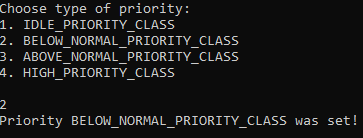 Choose type of priority:
1. IDLE_PRIORITY_CLASS
2. BELOW_NORMAL_PRIORITY_CLASS
3. ABOVE_NORMAL_PRIORITY_CLASS
4. HIGH_PRIORITY_CLASS
2
Priority BELOW_NORMAL_PRIORITY_CLASS was set!